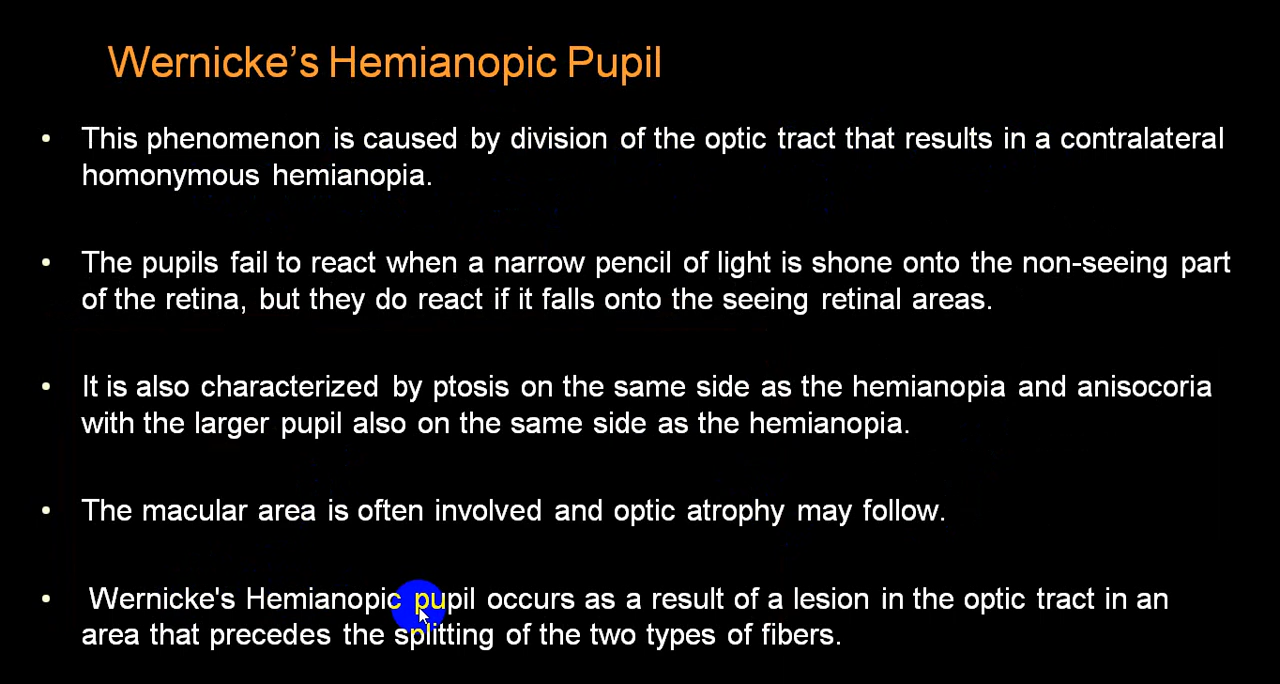 Wernicke’s Hemianopic Pupil
• This phenomenon is caused by division of the optic tract that results in a contralateral
homonymous hemianopia.
• The pupils fail to react when a narrow pencil of light is shone onto the non-seeing part
of the retina, but they do react if it falls onto the seeing retinal areas.
• It is also characterized by ptosis on the same side as the hemianopia and anisocoria
with the larger pupil also on the same side as the hemianopia.
• The macular area is often involved and optic atrophy may follow.
• Wernicke's Hemianopic pupil occurs as a result of a lesion in the optic tract in an
area that precedes the splitting of the two types of fibers.